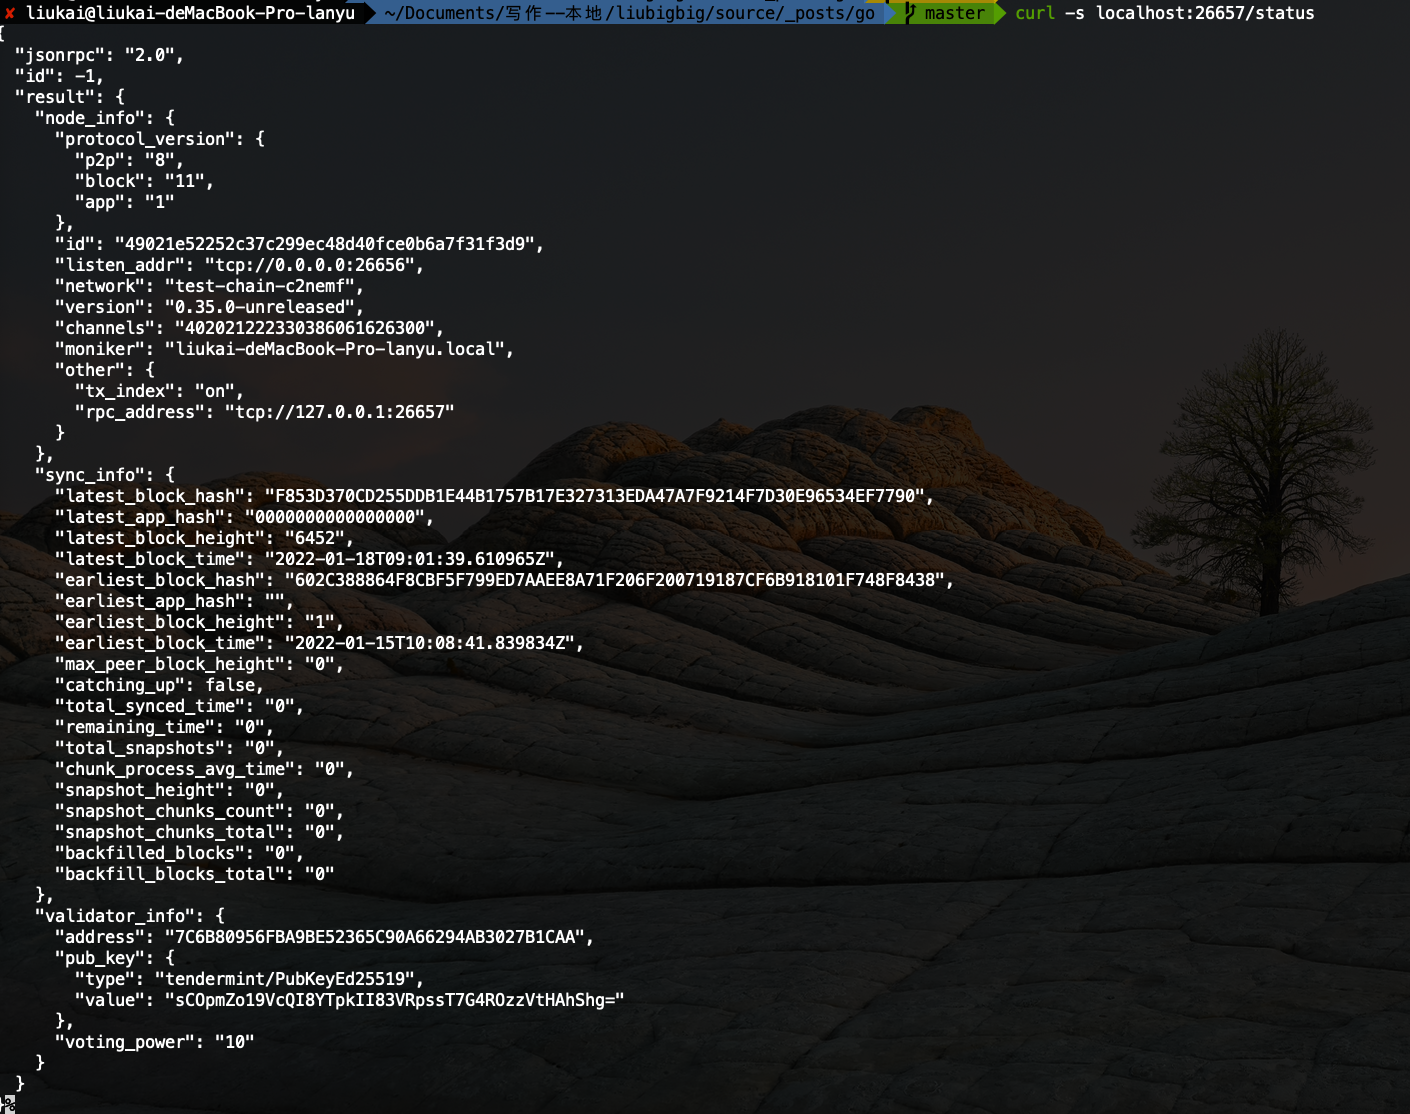 ✘ liukai@liukai-deMacBook-Pro-lanyu ~/Documents/写作--本地/liubigbig/source/_posts/go master curl -s localhost:26657/status
{
  "jsonrpc": "2.0",
  "id": -1,
  "result": {
    "node_info": {
      "protocol_version": {
        "p2p": "8",
        "block": "11",
        "app": "1"
      },
      "id": "49021e52252c37c299ec48d40fce0b6a7f31f3d9",
      "listen_addr": "tcp://0.0.0.0:26656",
      "network": "test-chain-c2nemf",
      "version": "0.35.0-unreleased",
      "channels": "402021222330386061626300",
      "moniker": "liukai-deMacBook-Pro-lanyu.local",
      "other": {
        "tx_index": "on",
        "rpc_address": "tcp://127.0.0.1:26657"
      }
    },
    "sync_info": {
      "latest_block_hash": "F853D370CD255DDB1E44B1757B17E327313EDA47A7F9214F7D30E96534EF7790",
      "latest_app_hash": "0000000000000000",
      "latest_block_height": "6452",
      "latest_block_time": "2022-01-18T09:01:39.610965Z",
      "earliest_block_hash": "602C388864F8CBF5F799ED7AAEE8A71F206F200719187CF6B918101F748F8438",
      "earliest_app_hash": "",
      "earliest_block_height": "1",
      "earliest_block_time": "2022-01-15T10:08:41.839834Z",
      "max_peer_block_height": "0",
      "catching_up": false,
      "total_synced_time": "0",
      "remaining_time": "0",
      "total_snapshots": "0",
      "chunk_process_avg_time": "0",
      "snapshot_height": "0",
      "snapshot_chunks_count": "0",
      "snapshot_chunks_total": "0",
      "backfilled_blocks": "0",
      "backfill_blocks_total": "0"
    },
    "validator_info": {
      "address": "7C6B80956FBA9BE52365C90A66294AB3027B1CAA",
      "pub_key": {
        "type": "tendermint/PubKeyEd25519",
        "value": "sCOpmZo19VcQI8YTpkII83VRpssT7G4ROzzVtHAhShg="
      },
      "voting_power": "10"
    }
  }
}%